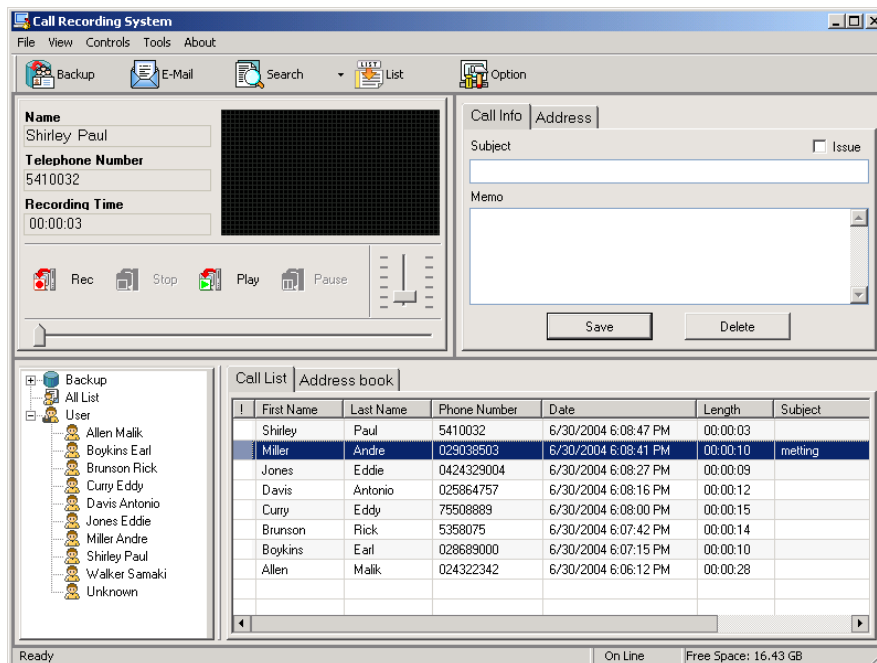 Call Recording System
File View Controls Tools About
Backup E-Mail Search LIST List Option
Name
Shirley Paul
Telephone Number
5410032
Recording Time
00:00:03
Rec Stop Play Pause
Call Info Address
Subject Issue
Memo
Save Delete
Backup
All List
User
Allen Malik
Boykins Earl
Brunson Rick
Curry Eddy
Davis Antonio
Jones Eddie
Miller Andre
Shirley Paul
Walker Samaki
Unknown
Call List Address book
! First Name Last Name Phone Number Date Length Subject
Shirley Paul 5410032 6/30/2004 6:08:47 PM 00:00:03
Miller Andre 029038503 6/30/2004 6:08:41 PM 00:00:10 metting
Jones Eddie 0424329004 6/30/2004 6:08:27 PM 00:00:09
Davis Antonio 025864757 6/30/2004 6:08:16 PM 00:00:12
Curry Eddy 75508889 6/30/2004 6:08:00 PM 00:00:15
Brunson Rick 5358075 6/30/2004 6:07:42 PM 00:00:14
Boykins Earl 028689000 6/30/2004 6:07:15 PM 00:00:10
Allen Malik 024322342 6/30/2004 6:06:12 PM 00:00:28
Ready On Line Free Space: 16.43 GB